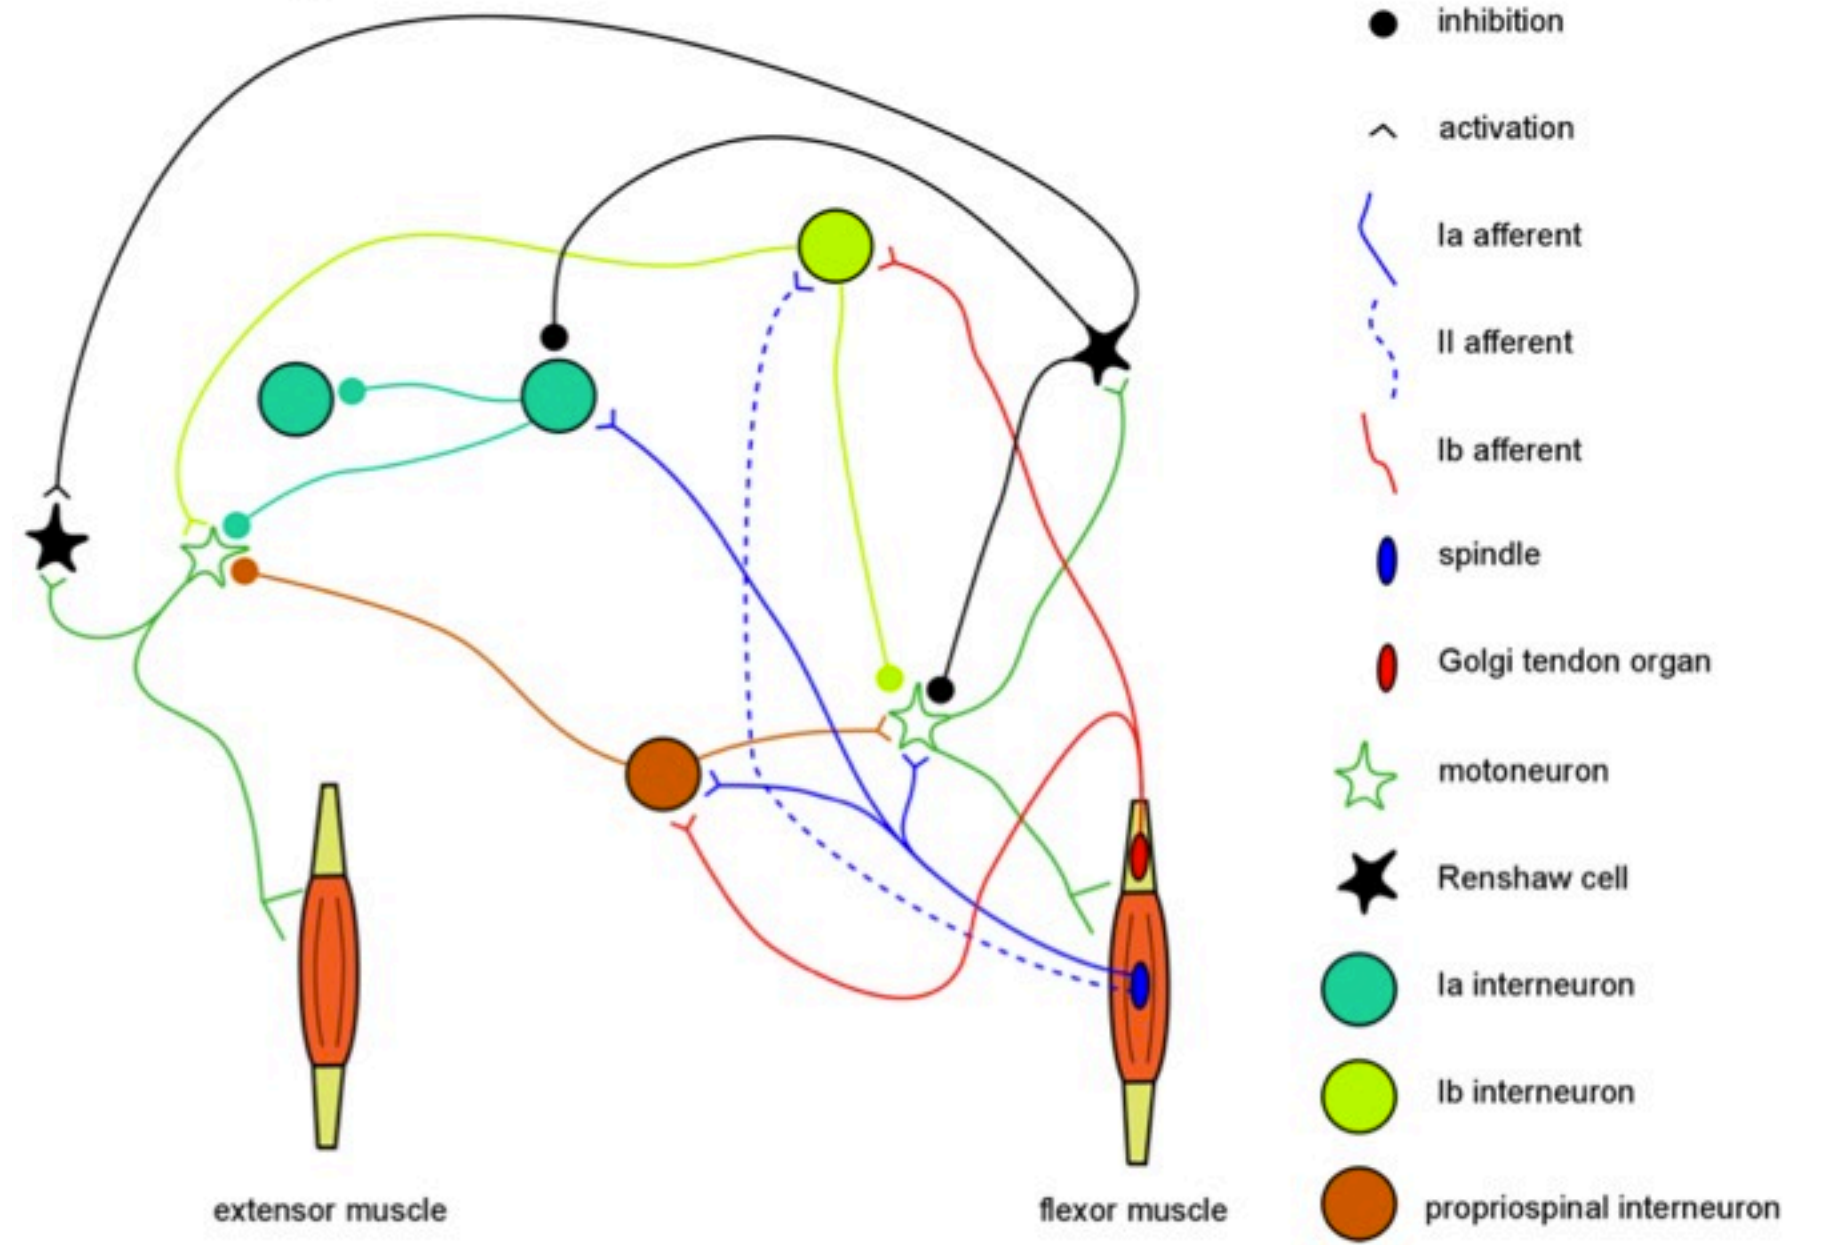 inhibition
activation
Ia afferent
II afferent
Ib afferent
spindle
Golgi tendon organ
motoneuron
Renshaw cell
Ia interneuron
Ib interneuron
propriospinal interneuron
extensor muscle
flexor muscle